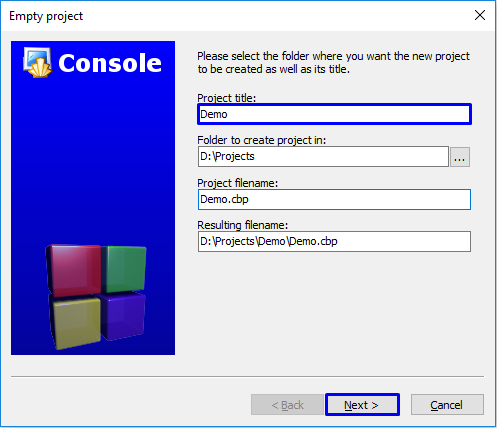 Empty project
Console
Please select the folder where you want the new project
to be created as well as its title.
Project title:
Demo
Folder to create project in:
D:\Projects
...
Project filename:
Demo.cbp
Resulting filename:
D:\Projects\Demo\Demo.cbp
< Back
Next >
Cancel